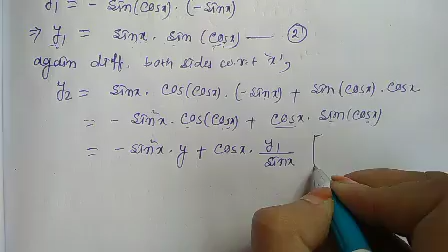 y₁ = - sin(cosx)·(-sinx)
⇒ y₁ = sinx · sin (cosx) —— (2)
again diff. both sides w.r.t 'x',
y₂ = sinx · cos(cosx)·(-sinx) + sin(cosx)·cosx
= - sin²x · cos(cosx) + cosx · sin(cosx)
= - sin²x · y + cosx · y₁/sinx [